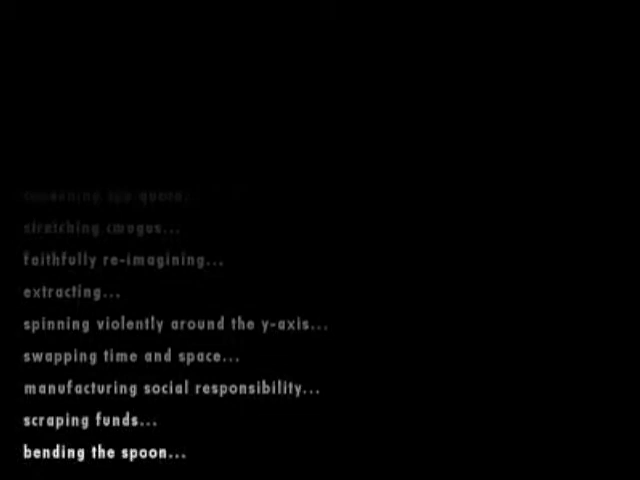 stretching images...
faithfully re-imagining...
extracting...
spinning violently around the y-axis...
swapping time and space...
manufacturing social responsibility...
scraping funds...
bending the spoon...